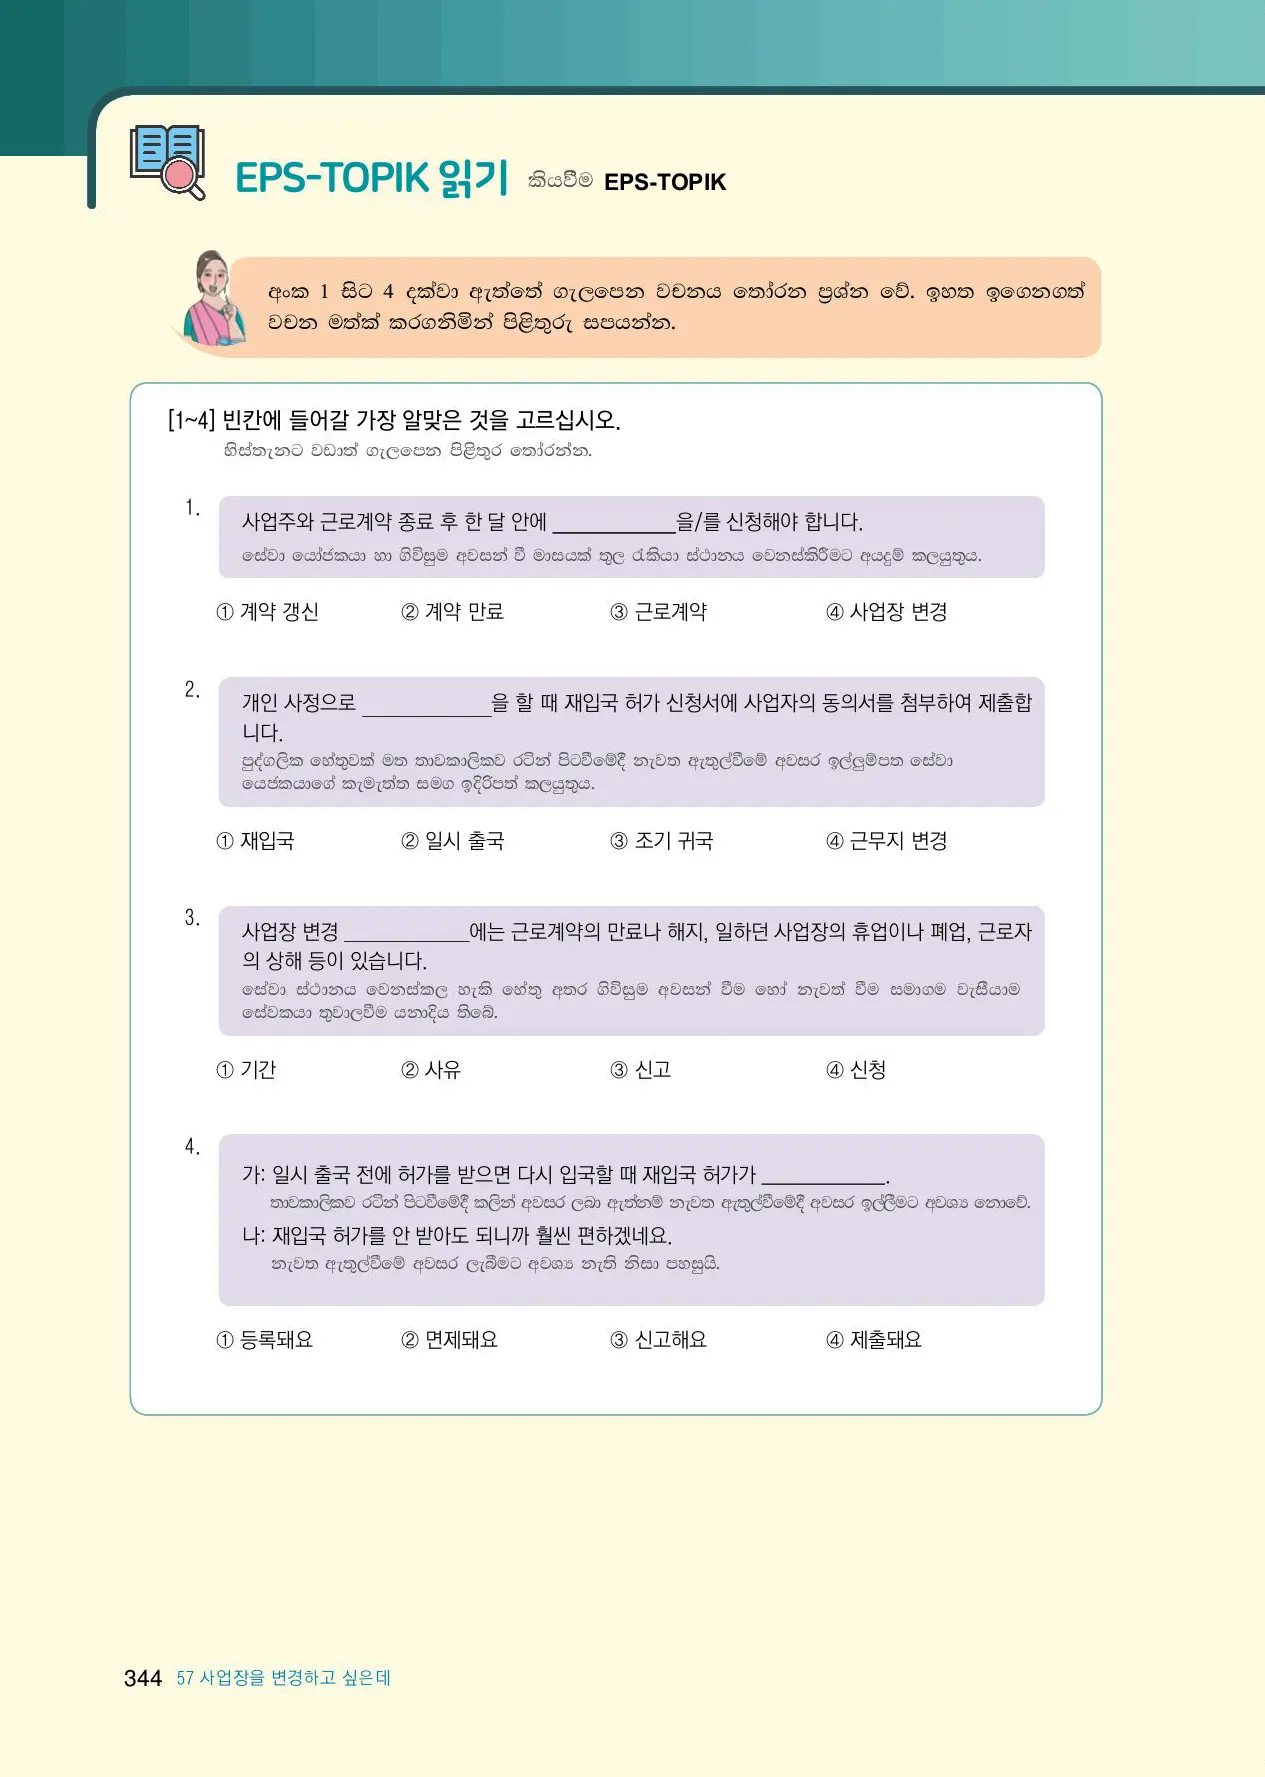 EPS-TOPIK 읽기 කියවීම EPS-TOPIK
අංක 1 සිට 4 දක්වා ඇත්තේ ගැලපෙන වචනය තෝරන ප්‍රශ්න වේ. ඉහත ඉගෙනගත්
වචන මතක් කරගනිමින් පිළිතුරු සපයන්න.
[1~4] 빈칸에 들어갈 가장 알맞은 것을 고르십시오.
හිස්තැනට වඩාත් ගැලපෙන පිළිතුර තෝරන්න.
1. 사업주와 근로계약 종료 후 한 달 안에 ____________을/를 신청해야 합니다.
සේවා යෝජකයා හා ගිවිසුම අවසන් වී මාසයක් තුල රැකියා ස්ථානය වෙනස්කිරීමට අයදුම් කලයුතුය.
① 계약 갱신 ② 계약 만료 ③ 근로계약 ④ 사업장 변경
2. 개인 사정으로 ____________을 할 때 재입국 허가 신청서에 사업자의 동의서를 첨부하여 제출합
니다.
පුද්ගලික හේතුවක් මත තාවකාලිකව රටින් පිටවීමේදී නැවත ඇතුල්වීමේ අවසර ඉල්ලුම්පත සේවා
යෙජකයාගේ කැමැත්ත සමග ඉදිරිපත් කලයුතුය.
① 재입국 ② 일시 출국 ③ 조기 귀국 ④ 근무지 변경
3. 사업장 변경 ____________에는 근로계약의 만료나 해지, 일하던 사업장의 휴업이나 폐업, 근로자
의 상해 등이 있습니다.
සේවා ස්ථානය වෙනස්කල හැකි හේතු අතර ගිවිසුම අවසන් වීම හෝ නැවත් වීම සමාගම වැසීයාම
සේවකයා තුවාලවීම යනාදිය තිබේ.
① 기간 ② 사유 ③ 신고 ④ 신청
4. 가: 일시 출국 전에 허가를 받으면 다시 입국할 때 재입국 허가가 ____________.
තාවකාලිකව රටින් පිටවීමේදී කලින් අවසර ලබා ඇත්නම් නැවත ඇතුල්වීමේදී අවසර ඉල්ලීමට අවශ්‍ය නොවේ.
나: 재입국 허가를 안 받아도 되니까 훨씬 편하겠네요.
නැවත ඇතුල්වීමේ අවසර ලැබීමට අවශ්‍ය නැති නිසා පහසුයි.
① 등록돼요 ② 면제돼요 ③ 신고해요 ④ 제출돼요
344 57 사업장을 변경하고 싶은데